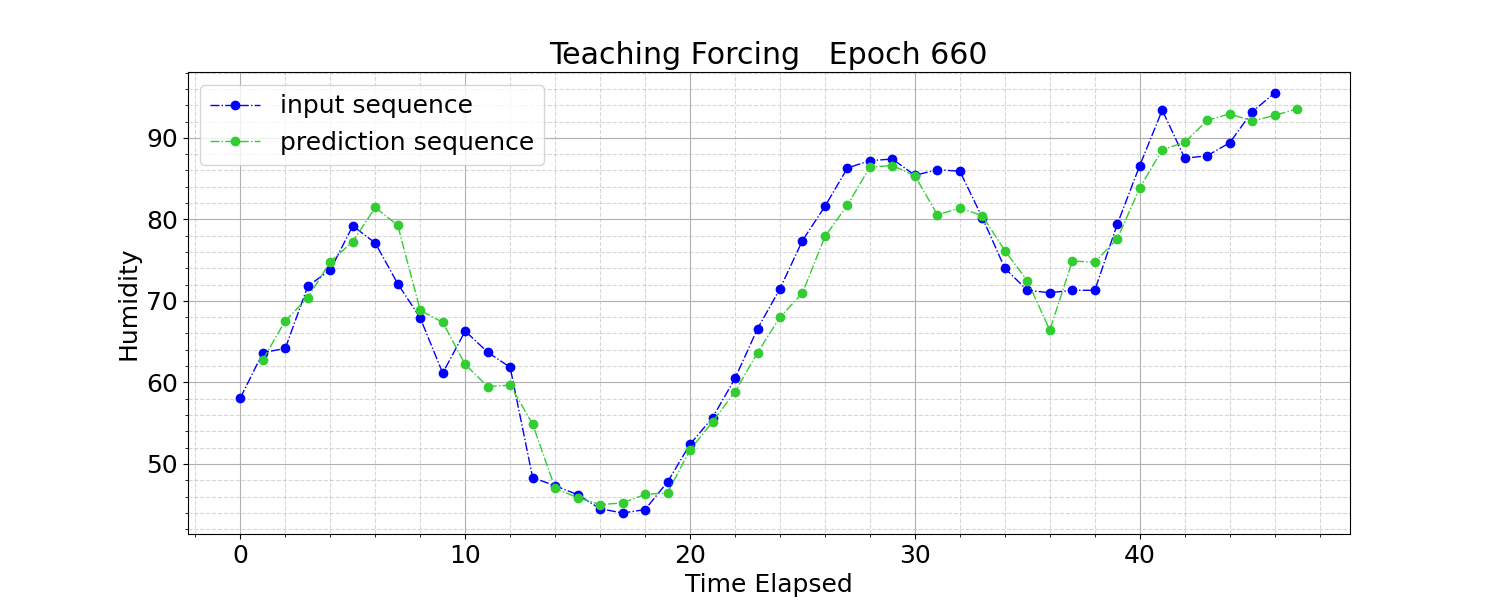 Teaching Forcing   Epoch 660
input sequence
prediction sequence
Humidity
90
80
70
60
50
0 10 20 30 40
Time Elapsed